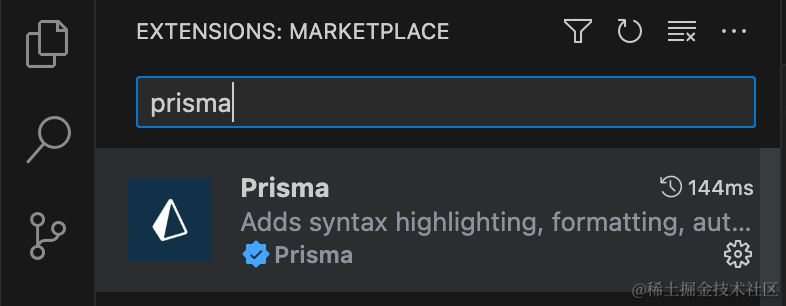 EXTENSIONS: MARKETPLACE
prisma
Prisma
144ms
Adds syntax highlighting, formatting, aut...
Prisma
@稀土掘金技术社区